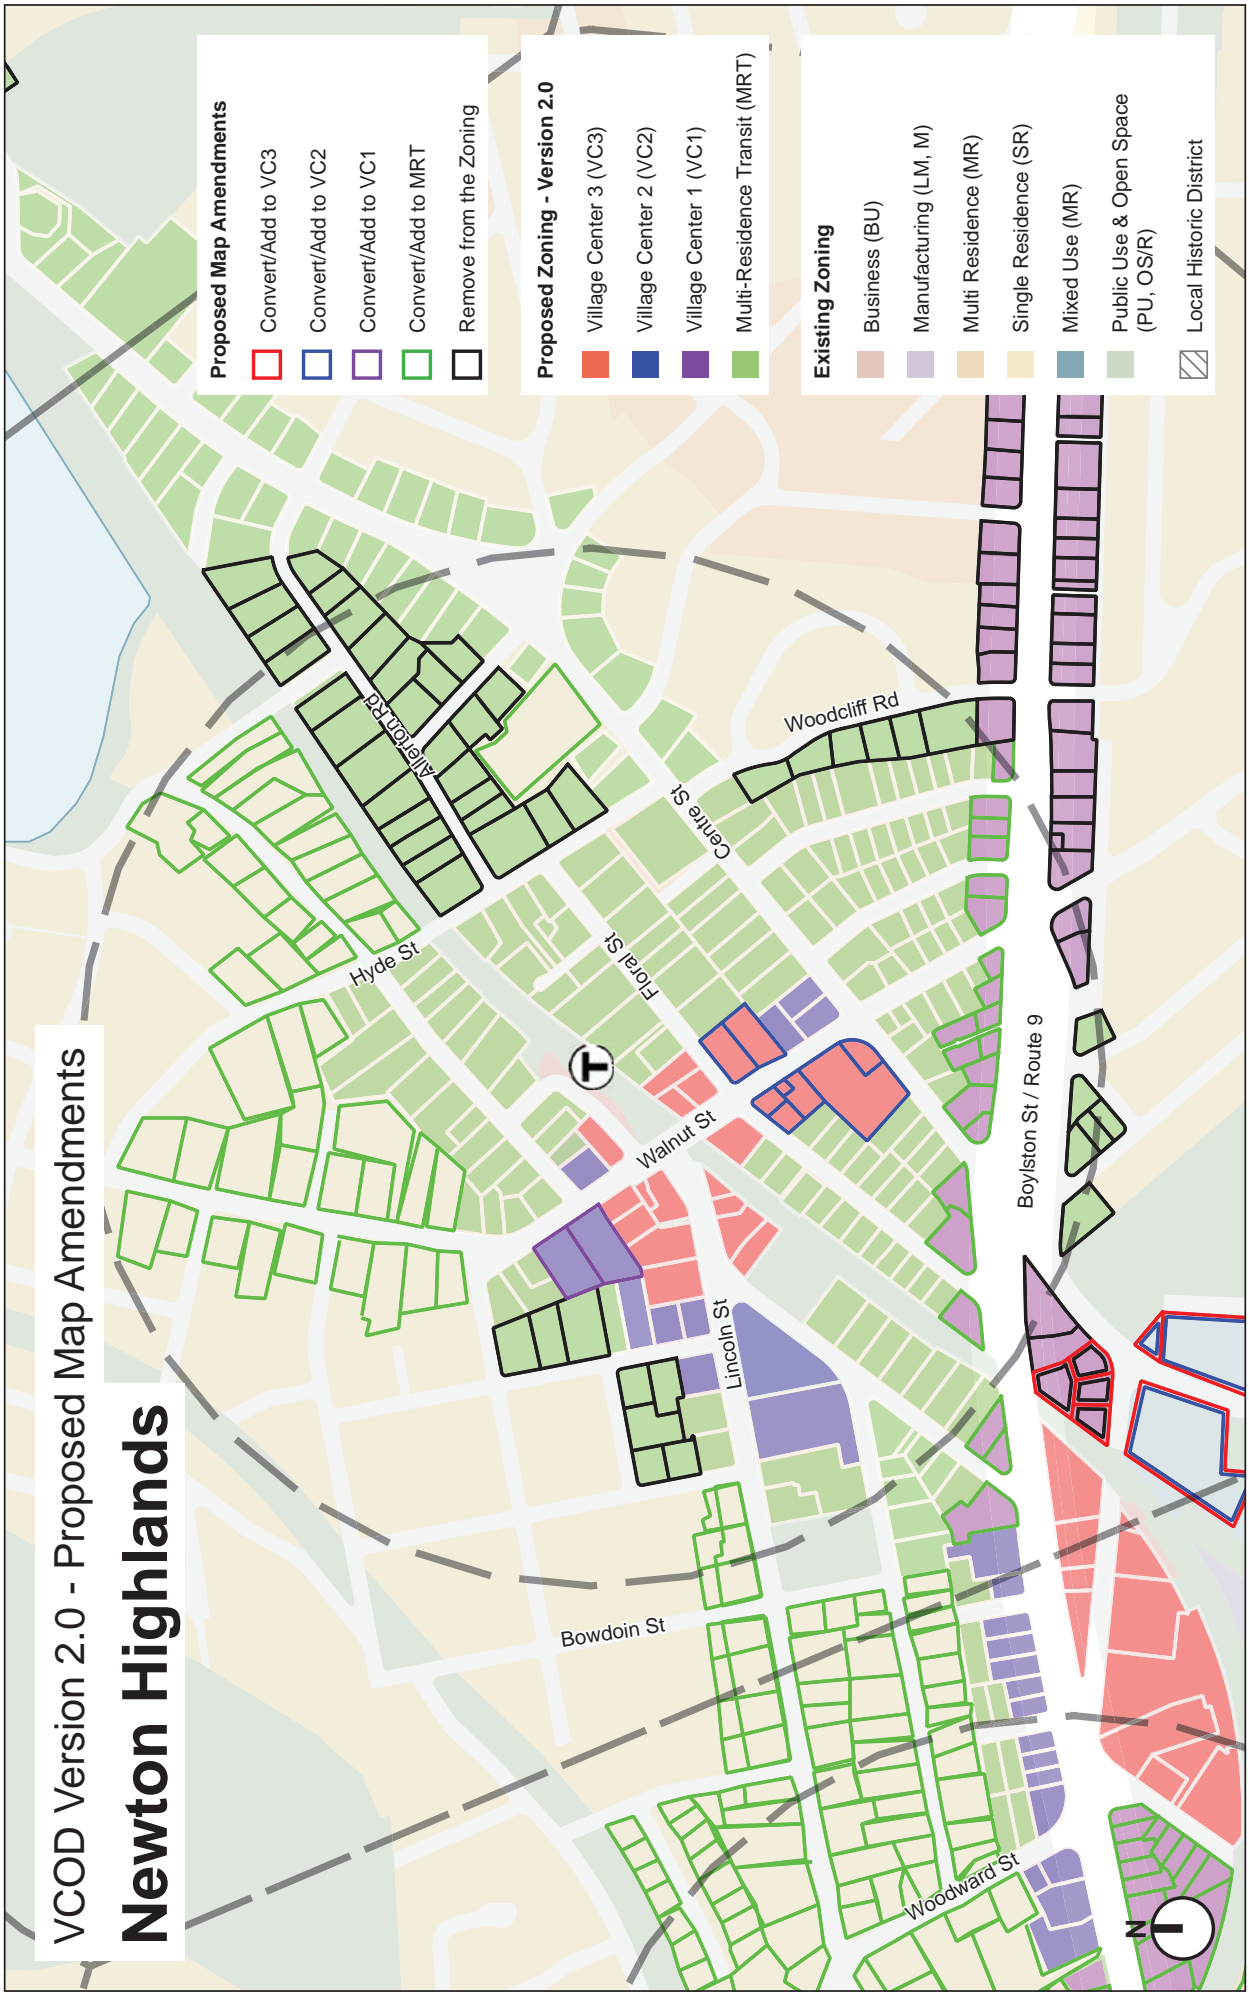 VCOD Version 2.0 - Proposed Map Amendments
Newton Highlands
Proposed Map Amendments
Convert/Add to VC3
Convert/Add to VC2
Convert/Add to VC1
Convert/Add to MRT
Remove from the Zoning
Proposed Zoning - Version 2.0
Village Center 3 (VC3)
Village Center 2 (VC2)
Village Center 1 (VC1)
Multi-Residence Transit (MRT)
Existing Zoning
Business (BU)
Manufacturing (LM, M)
Multi Residence (MR)
Single Residence (SR)
Mixed Use (MR)
Public Use & Open Space
(PU, OS/R)
Local Historic District
Allerton Rd
Hyde St
Woodcliff Rd
Centre St
Floral St
T
Walnut St
Lincoln St
Boylston St / Route 9
Bowdoin St
Woodward St
N